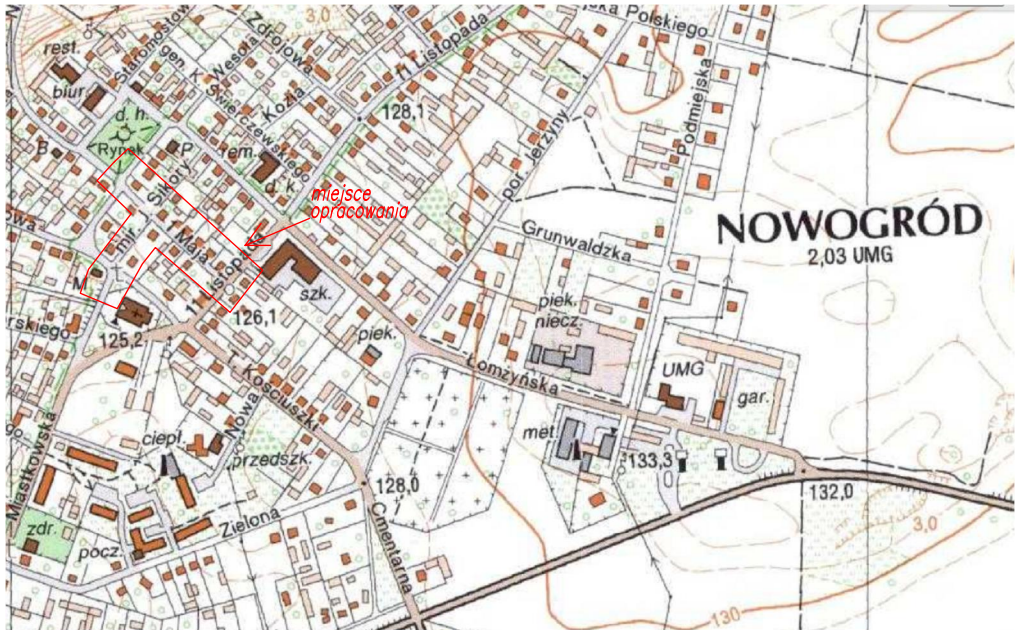 3,0
Polskiego
rest.
Zdrojowa
11 Listopada
Staromostowa
gen. K. Świerczewskiego
Wesoła
Kozia
biur.
128,1
Podmiejska
d. h.
Rynek
B
P
rem.
d. k.
por. Jerzyny
Sikory
miejsce
opracowania
NOWOGRÓD
2,03 UMG
Grunwaldzka
1 Maja
11 Listopada
M
szk.
126,1
piek.
niecz.
125,2
piek.
Łomżyńska
UMG
gar.
T. Kościuszki
Nowa
ciepł.
przedszk.
met.
133,3
Miastkowska
128,0
132,0
Zielona
3,0
zdr.
pocz.
Cmentarna
130